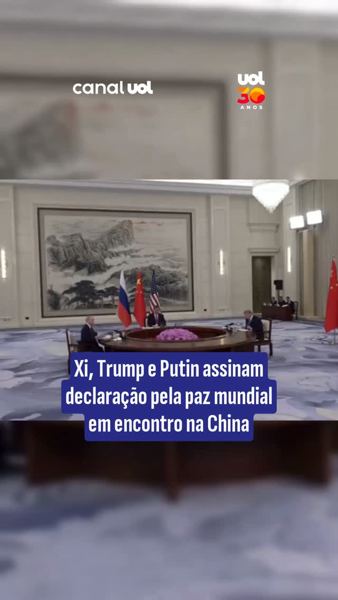 canal uol
uol
30
ANOS
Xi, Trump e Putin assinam
declaração pela paz mundial
em encontro na China